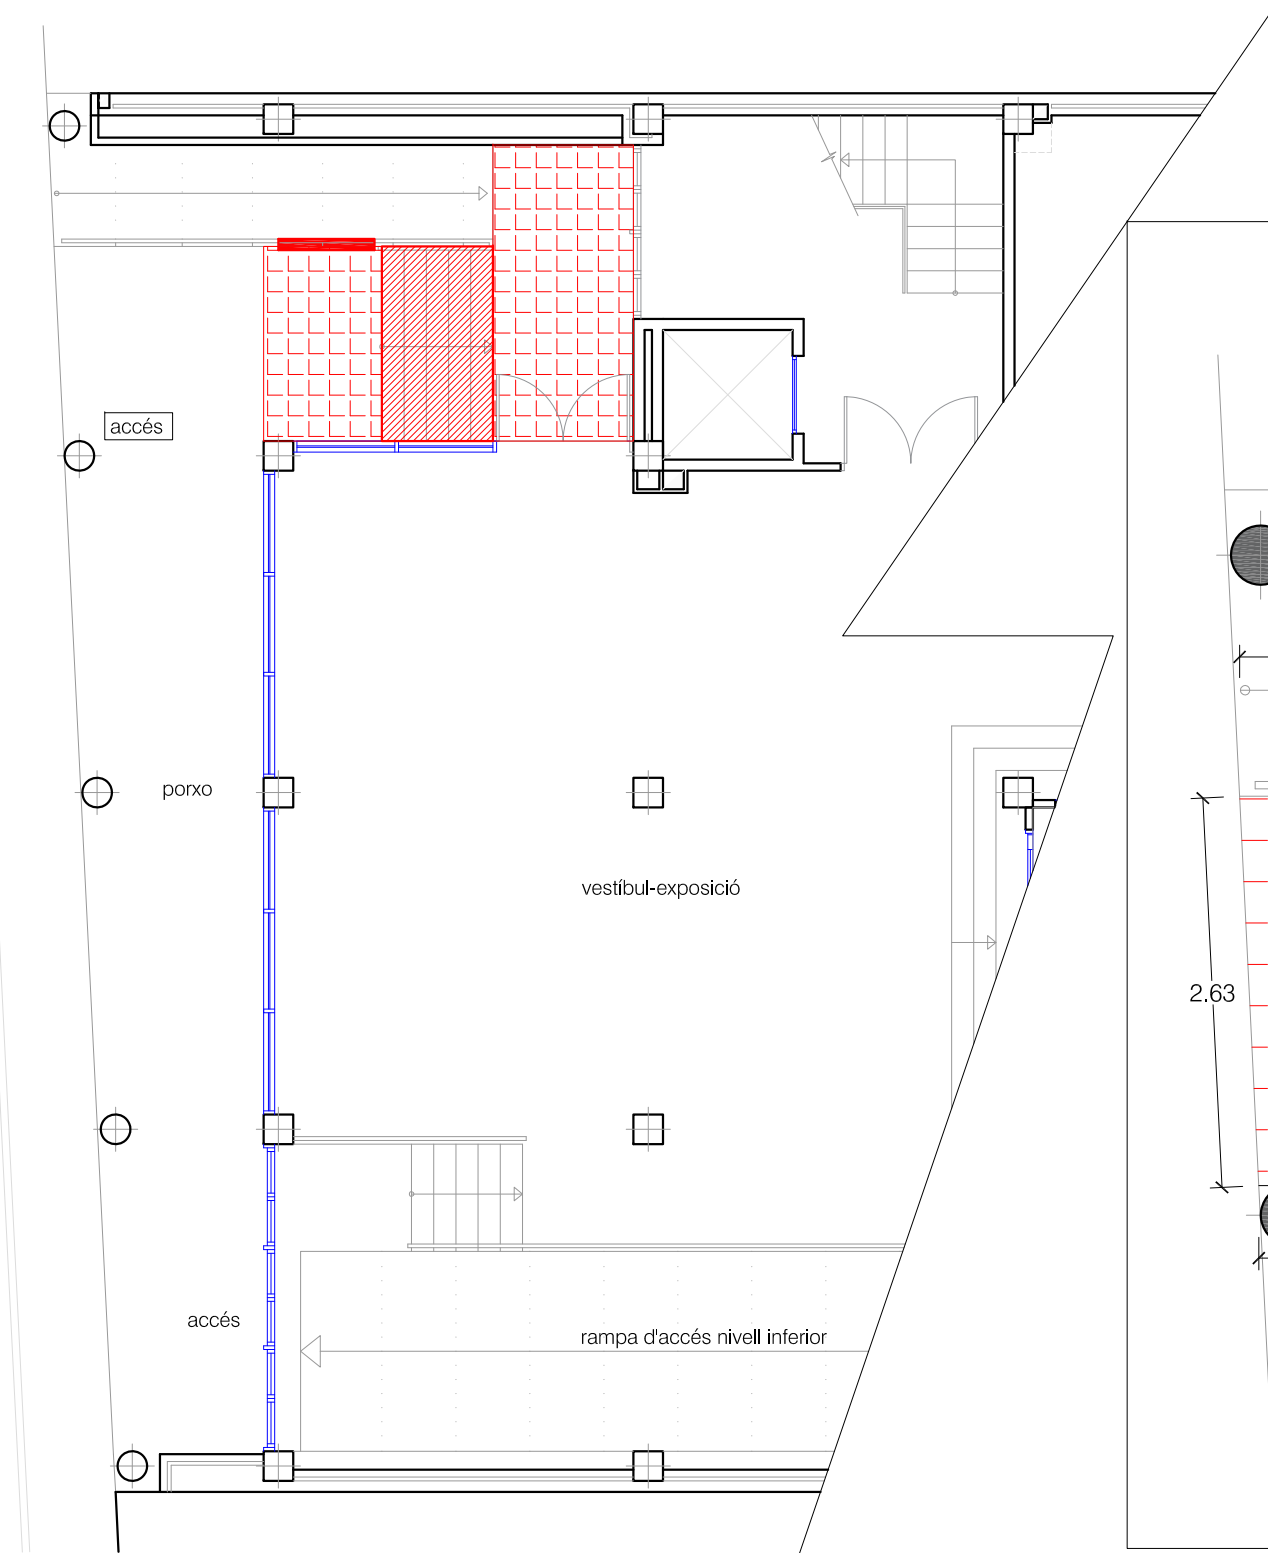 accés
porxo
vestíbul-exposició
2.63
accés
rampa d'accés nivell inferior